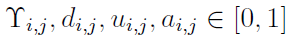 ϒ_{i,j}, d_{i,j}, u_{i,j}, a_{i,j} ∈ [0, 1]